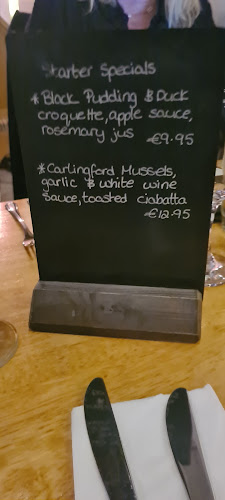 Starter Specials
* Black Pudding & Duck
croquette, apple sauce,
rosemary jus
€9.95
* Carlingford Mussels,
garlic & white wine
sauce, toasted ciabatta
€12.95